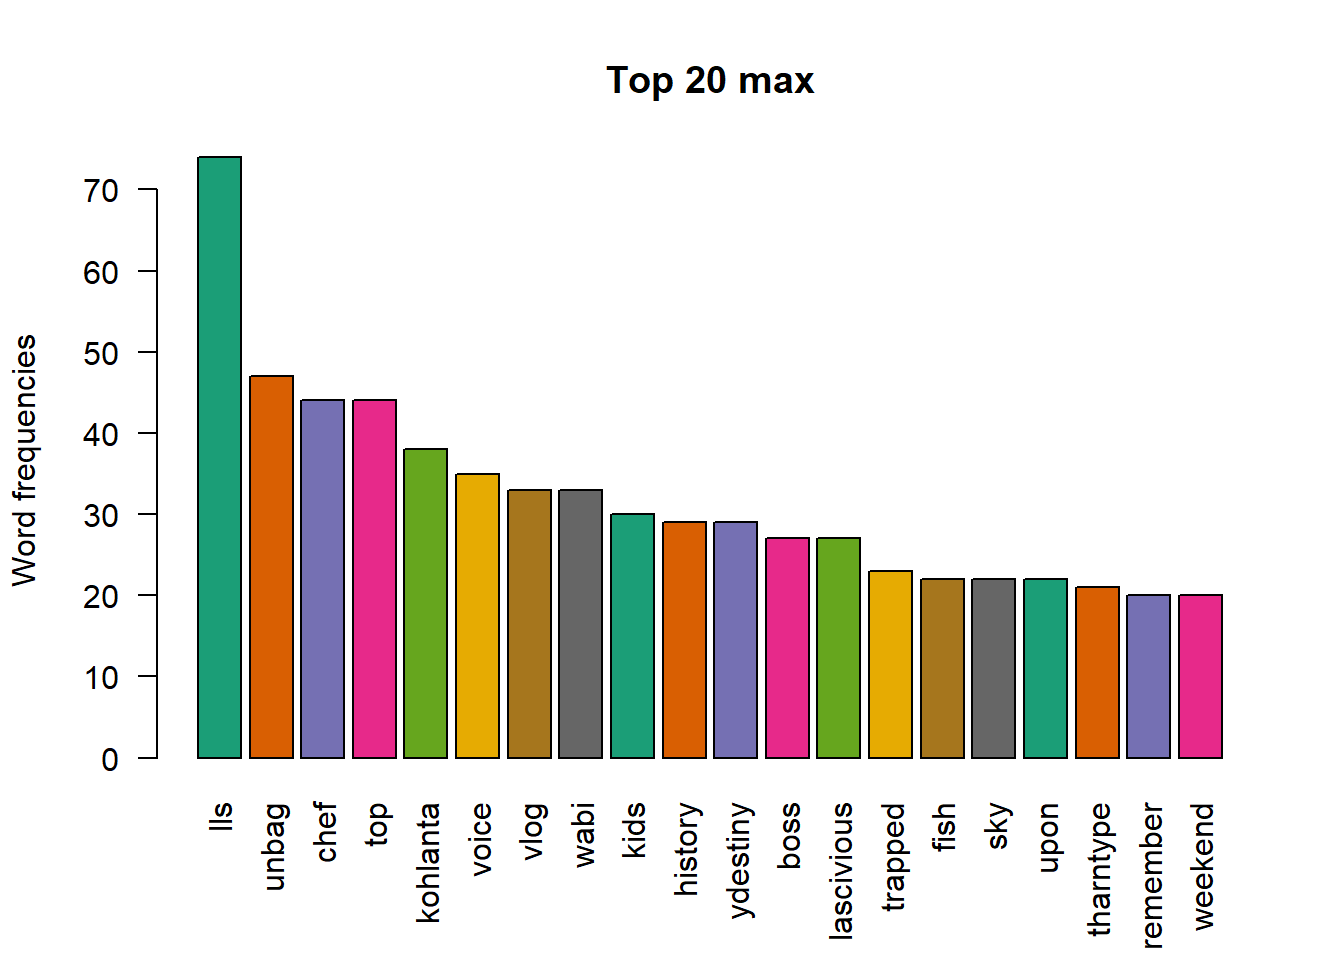 Top 20 max
Word frequencies
70
60
50
40
30
20
10
0
lls
unbag
chef
top
kohlanta
voice
vlog
wabi
kids
history
ydestiny
boss
lascivious
trapped
fish
sky
upon
tharntype
remember
weekend